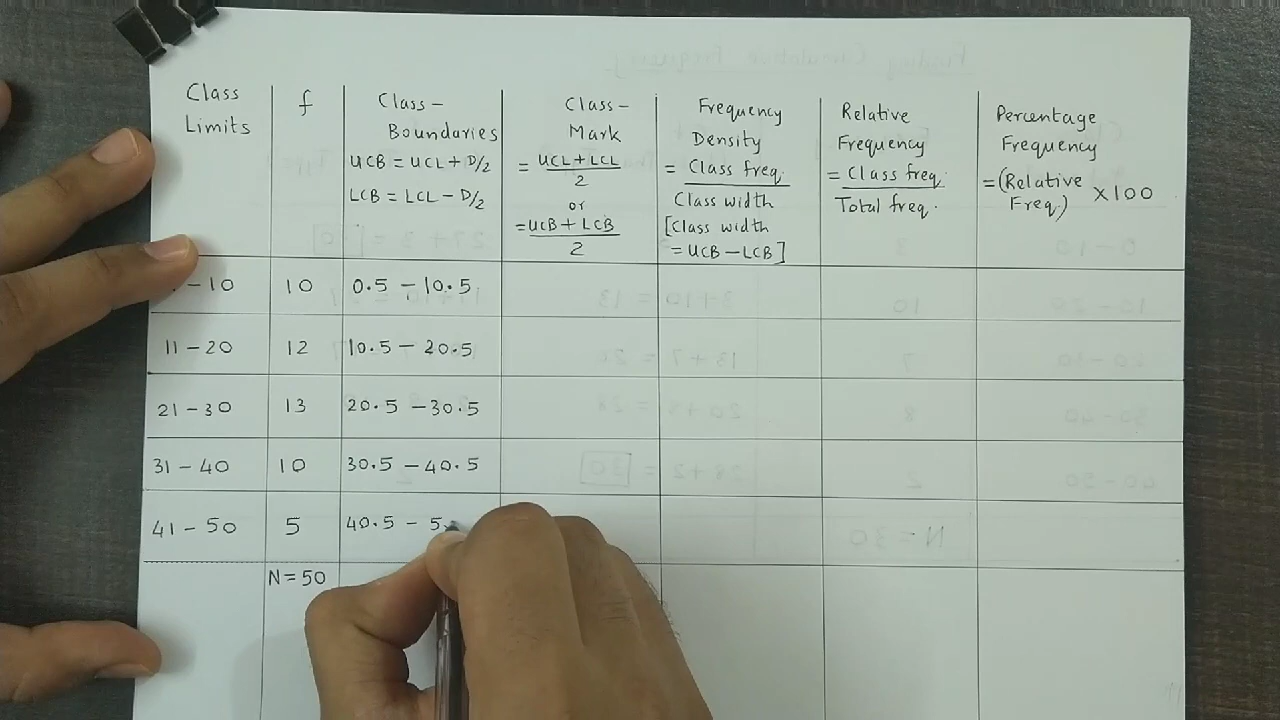 Class Limits
f
Class-Boundaries
UCB = UCL + D/2
LCB = LCL - D/2
Class-Mark
= UCL + LCL / 2
or
= UCB + LCB / 2
Frequency Density
= Class freq. / Class width
[Class width
= UCB - LCB]
Relative Frequency
= Class freq. / Total freq.
Percentage Frequency
= (Relative Freq.) × 100
-10 10 0.5 - 10.5
11 - 20 12 10.5 - 20.5
21 - 30 13 20.5 - 30.5
31 - 40 10 30.5 - 40.5
41 - 50 5 40.5 - 5
N = 50